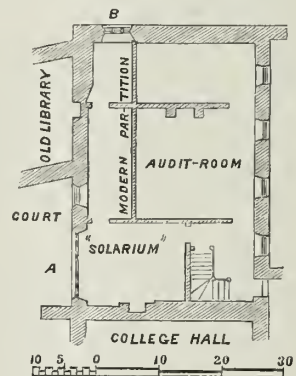 B
OLD LIBRARY
MODERN PARTITION
AUDIT-ROOM
COURT
"SOLARIUM"
A
COLLEGE HALL
10 5 0 10 20 30